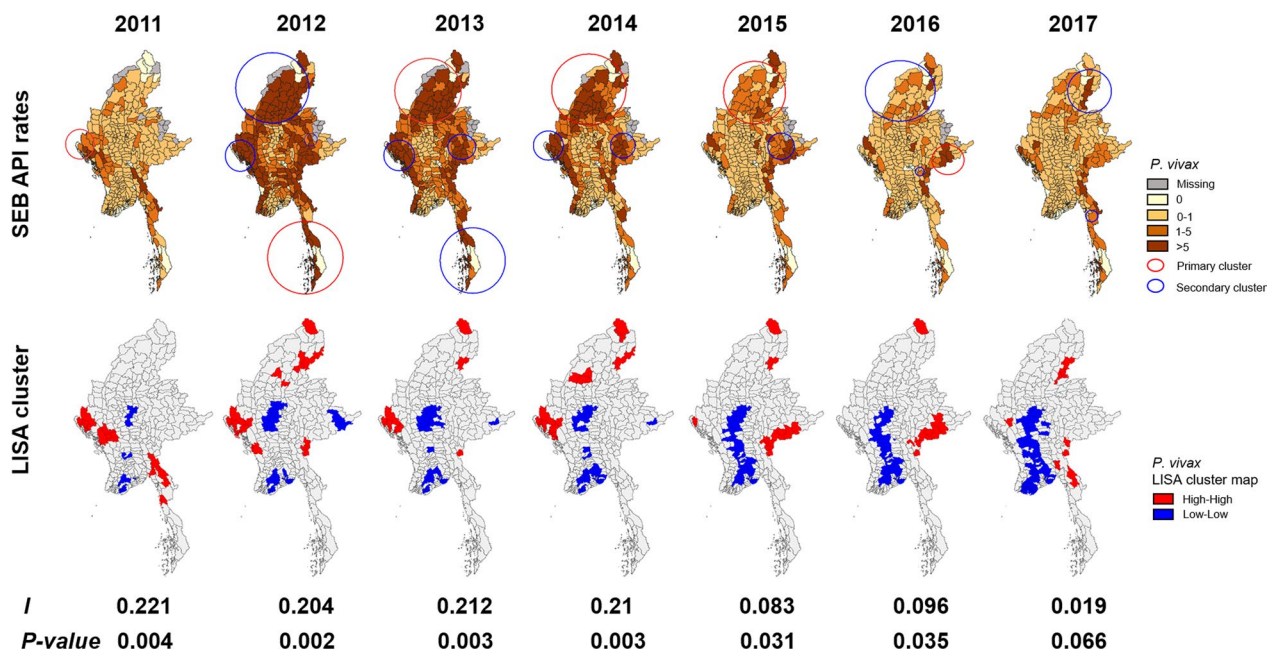 2011 2012 2013 2014 2015 2016 2017
SEB API rates
P. vivax
Missing
0
0-1
1-5
>5
Primary cluster
Secondary cluster
LISA cluster
P. vivax
LISA cluster map
High-High
Low-Low
I 0.221 0.204 0.212 0.21 0.083 0.096 0.019
P-value 0.004 0.002 0.003 0.003 0.031 0.035 0.066